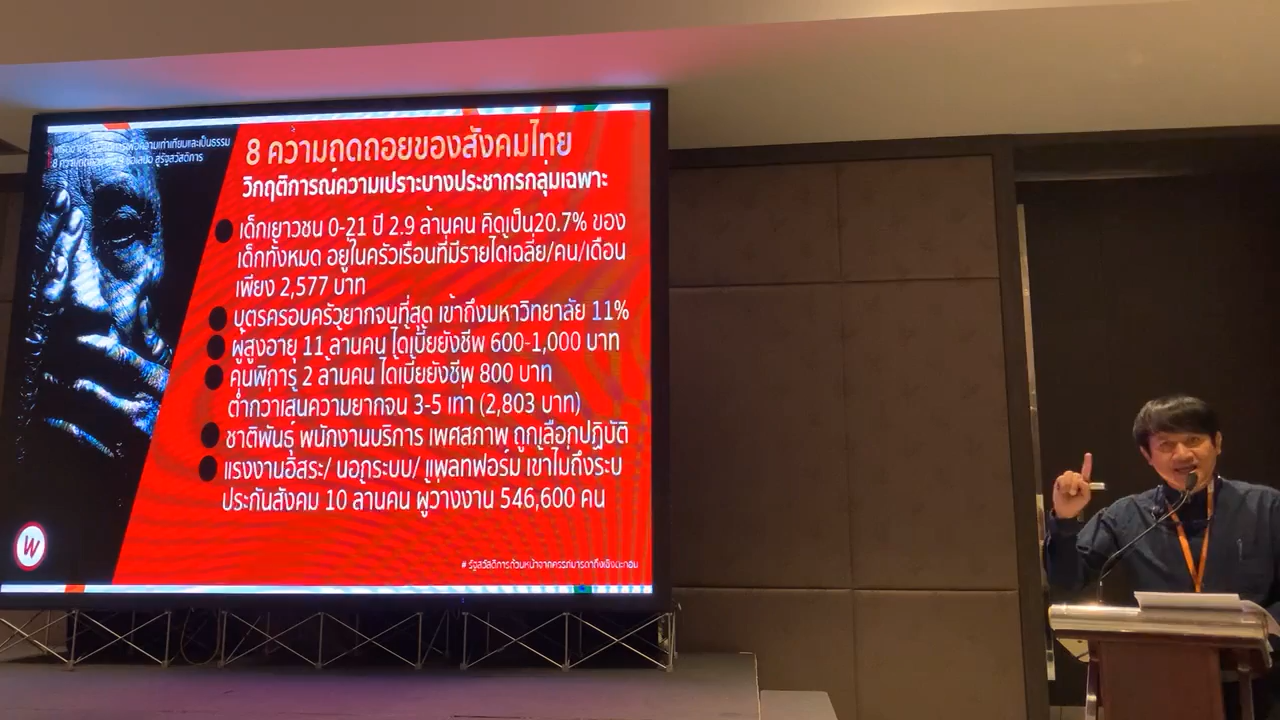 8 ความถดถอยของสังคมไทย
วิกฤติการณ์ความเปราะบางประชากรกลุ่มเฉพาะ
เด็กเยาวชน 0-21 ปี 2.9 ล้านคน คิดเป็น20.7% ของ
เด็กทั้งหมด อยู่ในครัวเรือนที่มีรายได้เฉลี่ย/คน/เดือน
เพียง 2,577 บาท
บุตรครอบครัวยากจนที่สุด เข้าถึงมหาวิทยาลัย 11%
ผู้สูงอายุ 11 ล้านคน ได้เบี้ยยังชีพ 600-1,000 บาท
คนพิการ 2 ล้านคน ได้เบี้ยยังชีพ 800 บาท
ต่ำกว่าเส้นความยากจน 3-5 เท่า (2,803 บาท)
ชาติพันธุ์ พนักงานบริการ เพศสภาพ ถูกเลือกปฏิบัติ
แรงงานอิสระ/ นอกระบบ/ แพลทฟอร์ม เข้าไม่ถึงระบ
ประกันสังคม 10 ล้านคน ผู้ว่างงาน 546,600 คน
W